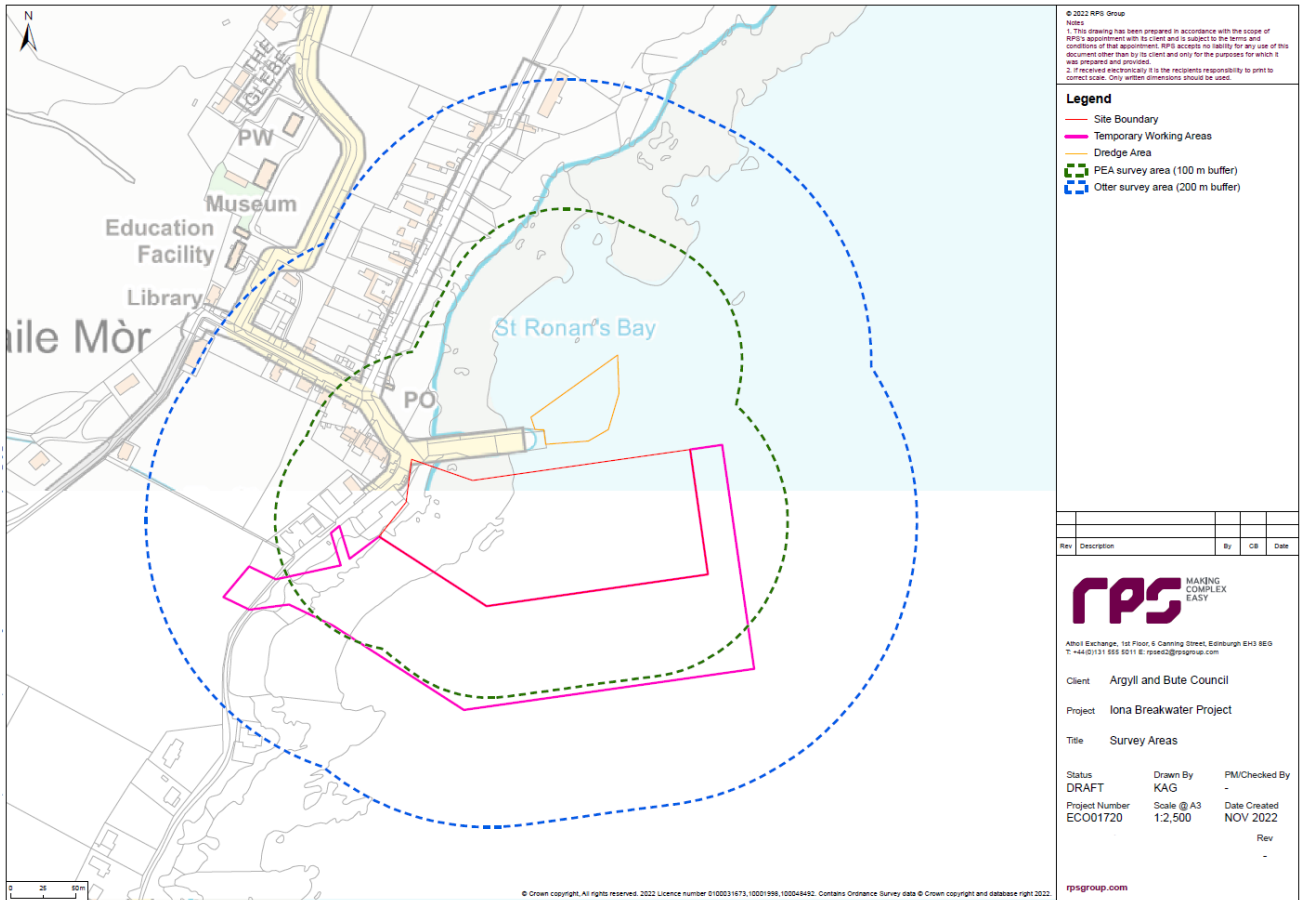 N
THE
GLEBE
PW
Museum
Education
Facility
Library
aile Mòr
St Ronan's Bay
PO
0 25 50 m
© Crown copyright, All rights reserved. 2022 Licence number 0100031673,10001998,100048492. Contains Ordnance Survey data © Crown copyright and database right 2022.
© 2022 RPS Group
Notes
1. This drawing has been prepared in accordance with the scope of
RPS's appointment with its client and is subject to the terms and
conditions of that appointment. RPS accepts no liability for any use of this
document other than by its client and only for the purposes for which it
was prepared and provided.
2. If received electronically it is the recipients responsibility to print to
correct scale. Only written dimensions should be used.
Legend
Site Boundary
Temporary Working Areas
Dredge Area
PEA survey area (100 m buffer)
Otter survey area (200 m buffer)
Rev Description By CB Date
rps MAKING
COMPLEX
EASY
Atholl Exchange, 1st Floor, 6 Canning Street, Edinburgh EH3 8EG
T: +44(0)131 555 5011 E: rpsed2@rpsgroup.com
Client Argyll and Bute Council
Project Iona Breakwater Project
Title Survey Areas
Status Drawn By PM/Checked By
DRAFT KAG -
Project Number Scale @ A3 Date Created
ECO01720 1:2,500 NOV 2022
Rev
-
rpsgroup.com